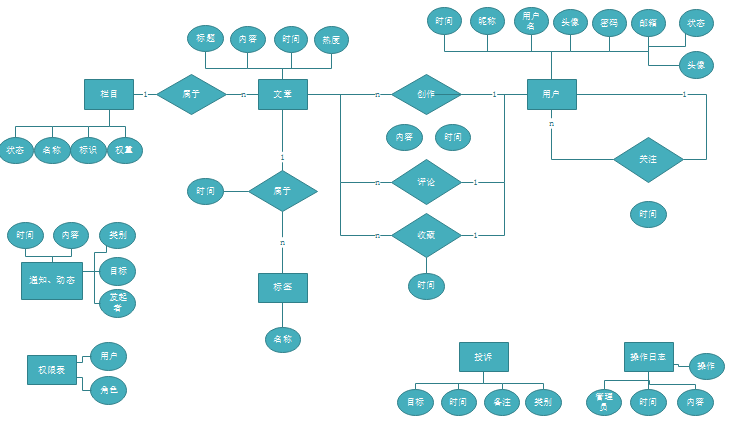 时间
昵称
用户
名
头像
密码
邮箱
状态
头像
标题
内容
时间
热度
栏目
1
属于
n
文章
n
创作
1
用户
1
n
状态
名称
标识
权重
内容
时间
1
时间
属于
n
评论
1
关注
n
收藏
1
时间
时间
内容
类别
通知、动态
目标
发起
者
n
标签
时间
名称
权限表
用户
角色
投诉
目标
时间
备注
类别
操作日志
操作
管理
员
时间
内容